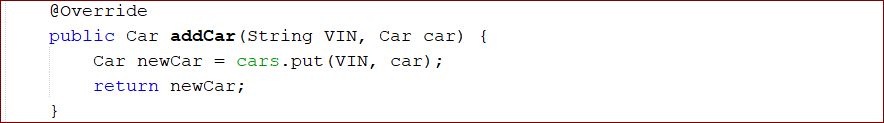 @Override
public Car addCar(String VIN, Car car) {
    Car newCar = cars.put(VIN, car);
    return newCar;
}